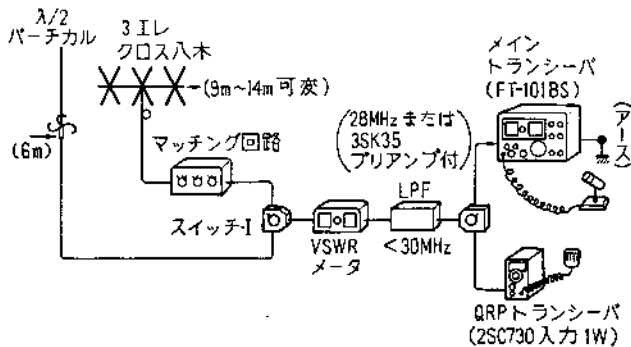 λ/2
バーチカル
3エレ
クロス八木
(9m~14m可変)
(6m)
マッチング回路
スイッチ-I
VSWR
メータ
LPF
<30MHz
28MHzまたは
3SK35
プリアンプ付
メイン
トランシーバ
(FT-101BS)
(アース)
QRPトランシーバ
(2SC730入力1W)